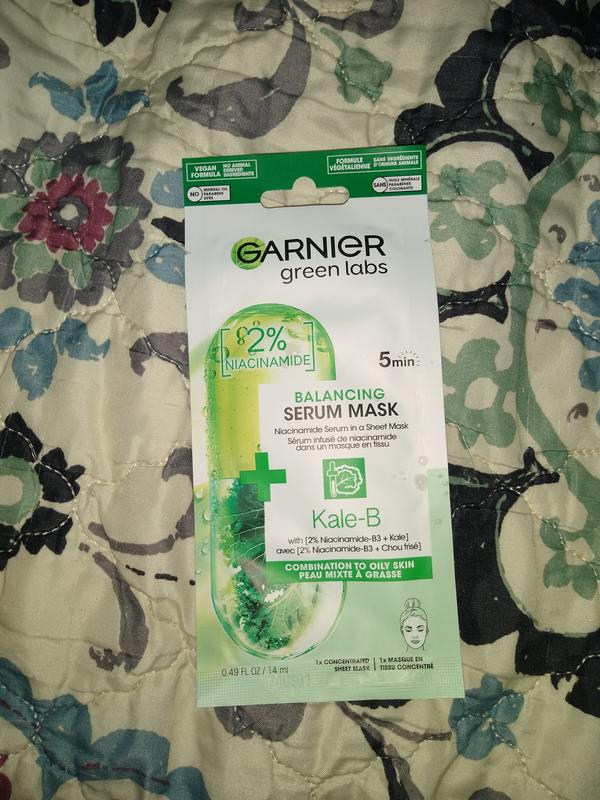 VEGAN
FORMULA
NO ANIMAL
DERIVED
INGREDIENTS
FORMULE
VÉGÉTALIENNE
SANS INGRÉDIENTS
D'ORIGINE ANIMALE
NO
MINERAL OIL
PARABENS
DYES
SANS
HUILE MINÉRALE
PARABÈNES
COLORANTS
GARNIER
green labs
2%
NIACINAMIDE
5min
BALANCING
SERUM MASK
Niacinamide Serum in a Sheet Mask
Sérum infusé de niacinamide
dans un masque en tissu
Kale-B
with [2% Niacinamide-B3 + Kale]
avec [2% Niacinamide-B3 + Chou frisé]
COMBINATION TO OILY SKIN
PEAU MIXTE À GRASSE
0.49 FL OZ / 14 ml
1x CONCENTRATED
SHEET MASK
1x MASQUE EN
TISSU CONCENTRÉ